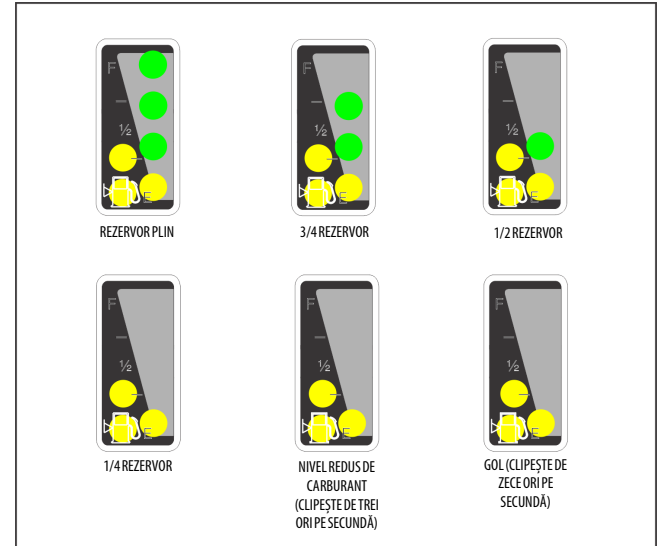 F
–
½
–
E
REZERVOR PLIN
F
–
½
–
E
3/4 REZERVOR
F
–
½
–
E
1/2 REZERVOR
F
–
½
–
E
1/4 REZERVOR
F
–
½
–
E
NIVEL REDUS DE
CARBURANT
(CLIPEȘTE DE TREI
ORI PE SECUNDĂ)
F
–
½
–
E
GOL (CLIPEȘTE DE
ZECE ORI PE
SECUNDĂ)